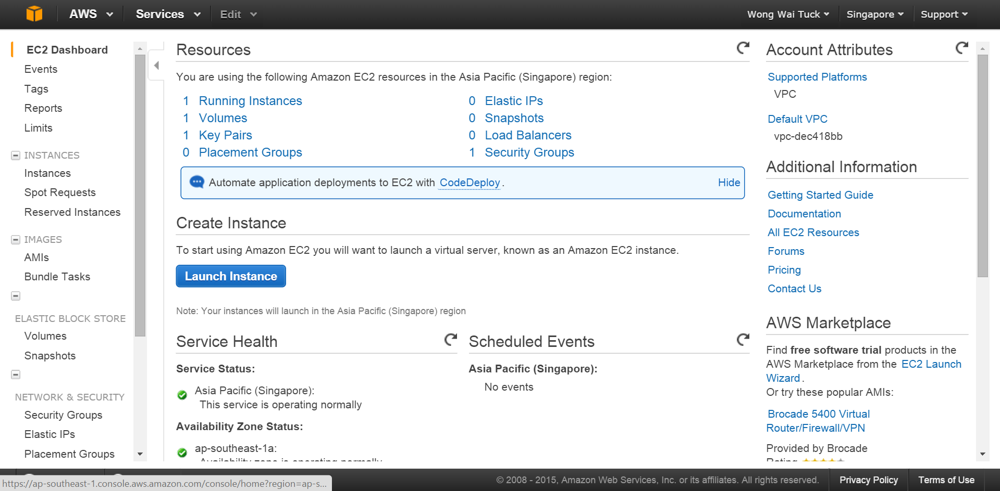 AWS
Services
Edit
Wong Wai Tuck
Singapore
Support
EC2 Dashboard
Events
Tags
Reports
Limits
INSTANCES
Instances
Spot Requests
Reserved Instances
IMAGES
AMIs
Bundle Tasks
ELASTIC BLOCK STORE
Volumes
Snapshots
NETWORK & SECURITY
Security Groups
Elastic IPs
Placement Groups
Resources
You are using the following Amazon EC2 resources in the Asia Pacific (Singapore) region:
1 Running Instances
1 Volumes
1 Key Pairs
0 Placement Groups
0 Elastic IPs
0 Snapshots
0 Load Balancers
1 Security Groups
Automate application deployments to EC2 with CodeDeploy.
Hide
Create Instance
To start using Amazon EC2 you will want to launch a virtual server, known as an Amazon EC2 instance.
Launch Instance
Note: Your instances will launch in the Asia Pacific (Singapore) region
Service Health
Service Status:
Asia Pacific (Singapore):
This service is operating normally
Availability Zone Status:
ap-southeast-1a:
Availability zone is operating normally
Scheduled Events
Asia Pacific (Singapore):
No events
Account Attributes
Supported Platforms
VPC
Default VPC
vpc-dec418bb
Additional Information
Getting Started Guide
Documentation
All EC2 Resources
Forums
Pricing
Contact Us
AWS Marketplace
Find free software trial products in the
AWS Marketplace from the EC2 Launch
Wizard.
Or try these popular AMIs:
Brocade 5400 Virtual
Router/Firewall/VPN
Provided by Brocade
Rating
https://ap-southeast-1.console.aws.amazon.com/console/home?region=ap-s...
© 2008 - 2015, Amazon Web Services, Inc. or its affiliates. All rights reserved.
Privacy Policy
Terms of Use